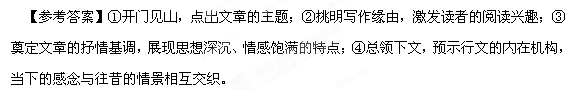 【参考答案】①开门见山，点出文章的主题；②挑明写作缘由，激发读者的阅读兴趣；③
奠定文章的抒情基调，展现思想深沉、情感饱满的特点；④总领下文，预示行文的内在机构，
当下的感念与往昔的情景相互交织。